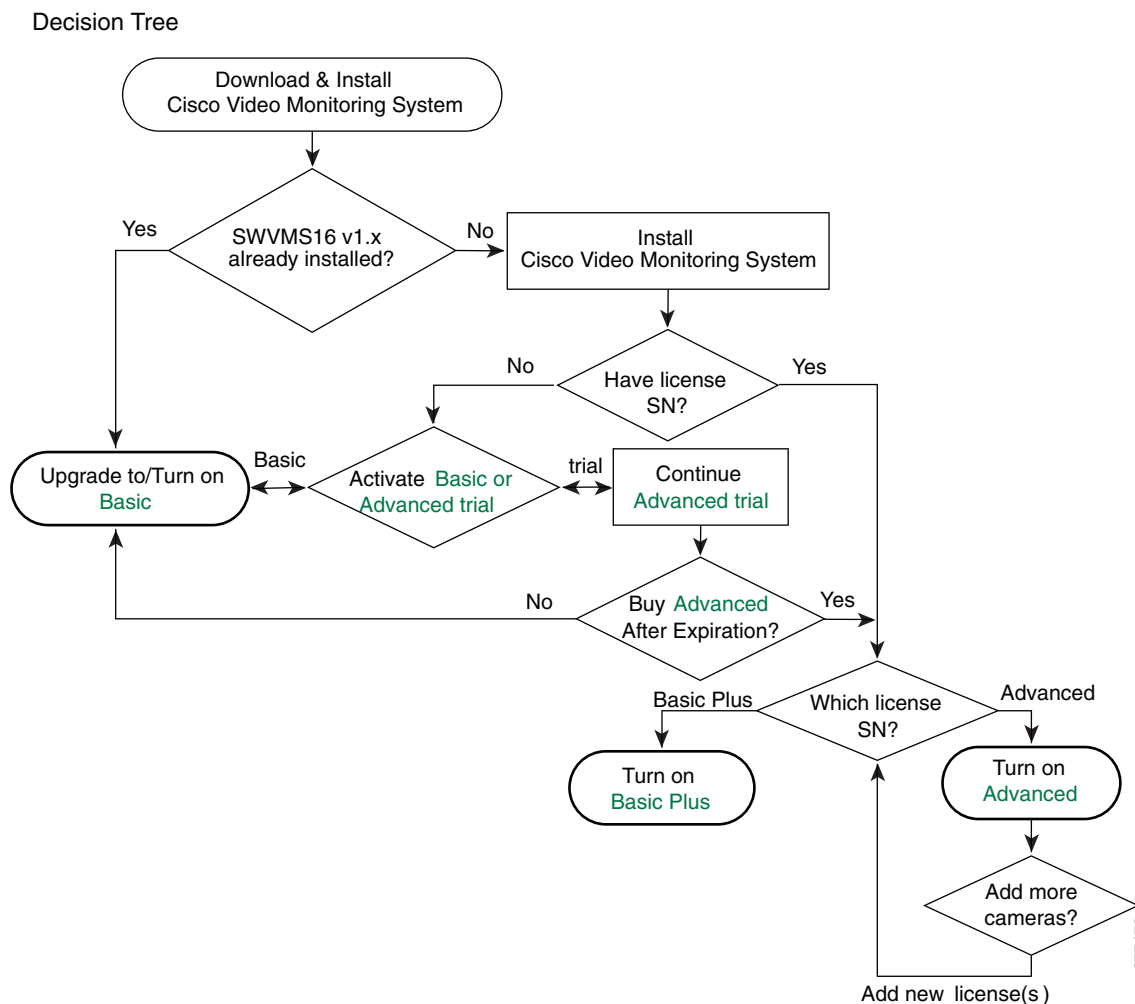 Decision Tree
Download & Install
Cisco Video Monitoring System
Yes
SWVMS16 v1.x
already installed?
No
Install
Cisco Video Monitoring System
No
Have license
SN?
Yes
Upgrade to/Turn on
Basic
Basic
Activate Basic or
Advanced trial
trial
Continue
Advanced trial
No
Buy Advanced
After Expiration?
Yes
Basic Plus
Which license
SN?
Advanced
Turn on
Basic Plus
Turn on
Advanced
Add more
cameras?
Add new license(s)